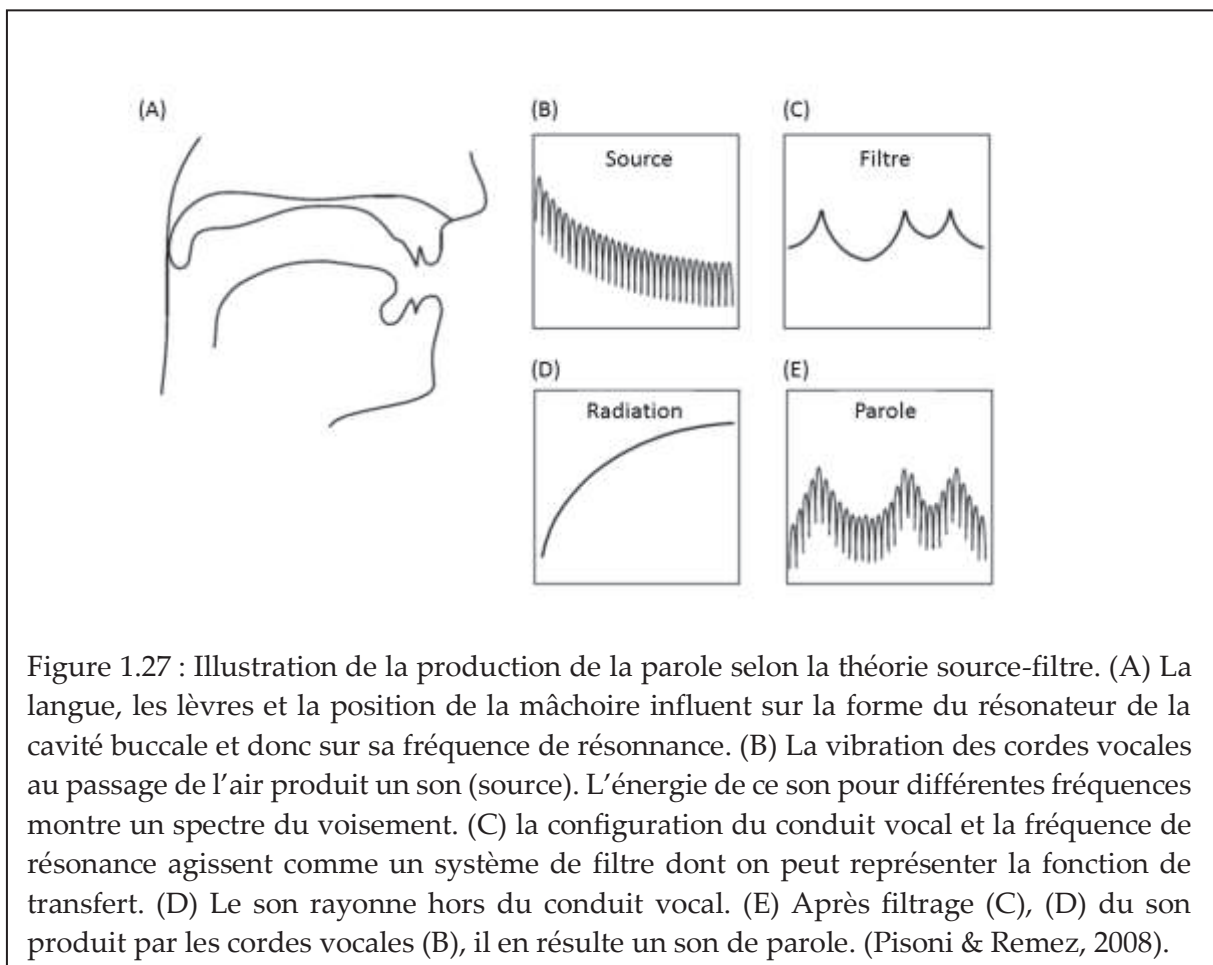 (A)
(B)
(C)
Source
Filtre
(D)
(E)
Radiation
Parole
Figure 1.27 : Illustration de la production de la parole selon la théorie source-filtre. (A) La
langue, les lèvres et la position de la mâchoire influent sur la forme du résonateur de la
cavité buccale et donc sur sa fréquence de résonnance. (B) La vibration des cordes vocales
au passage de l’air produit un son (source). L’énergie de ce son pour différentes fréquences
montre un spectre du voisement. (C) la configuration du conduit vocal et la fréquence de
résonance agissent comme un système de filtre dont on peut représenter la fonction de
transfert. (D) Le son rayonne hors du conduit vocal. (E) Après filtrage (C), (D) du son
produit par les cordes vocales (B), il en résulte un son de parole. (Pisoni & Remez, 2008).